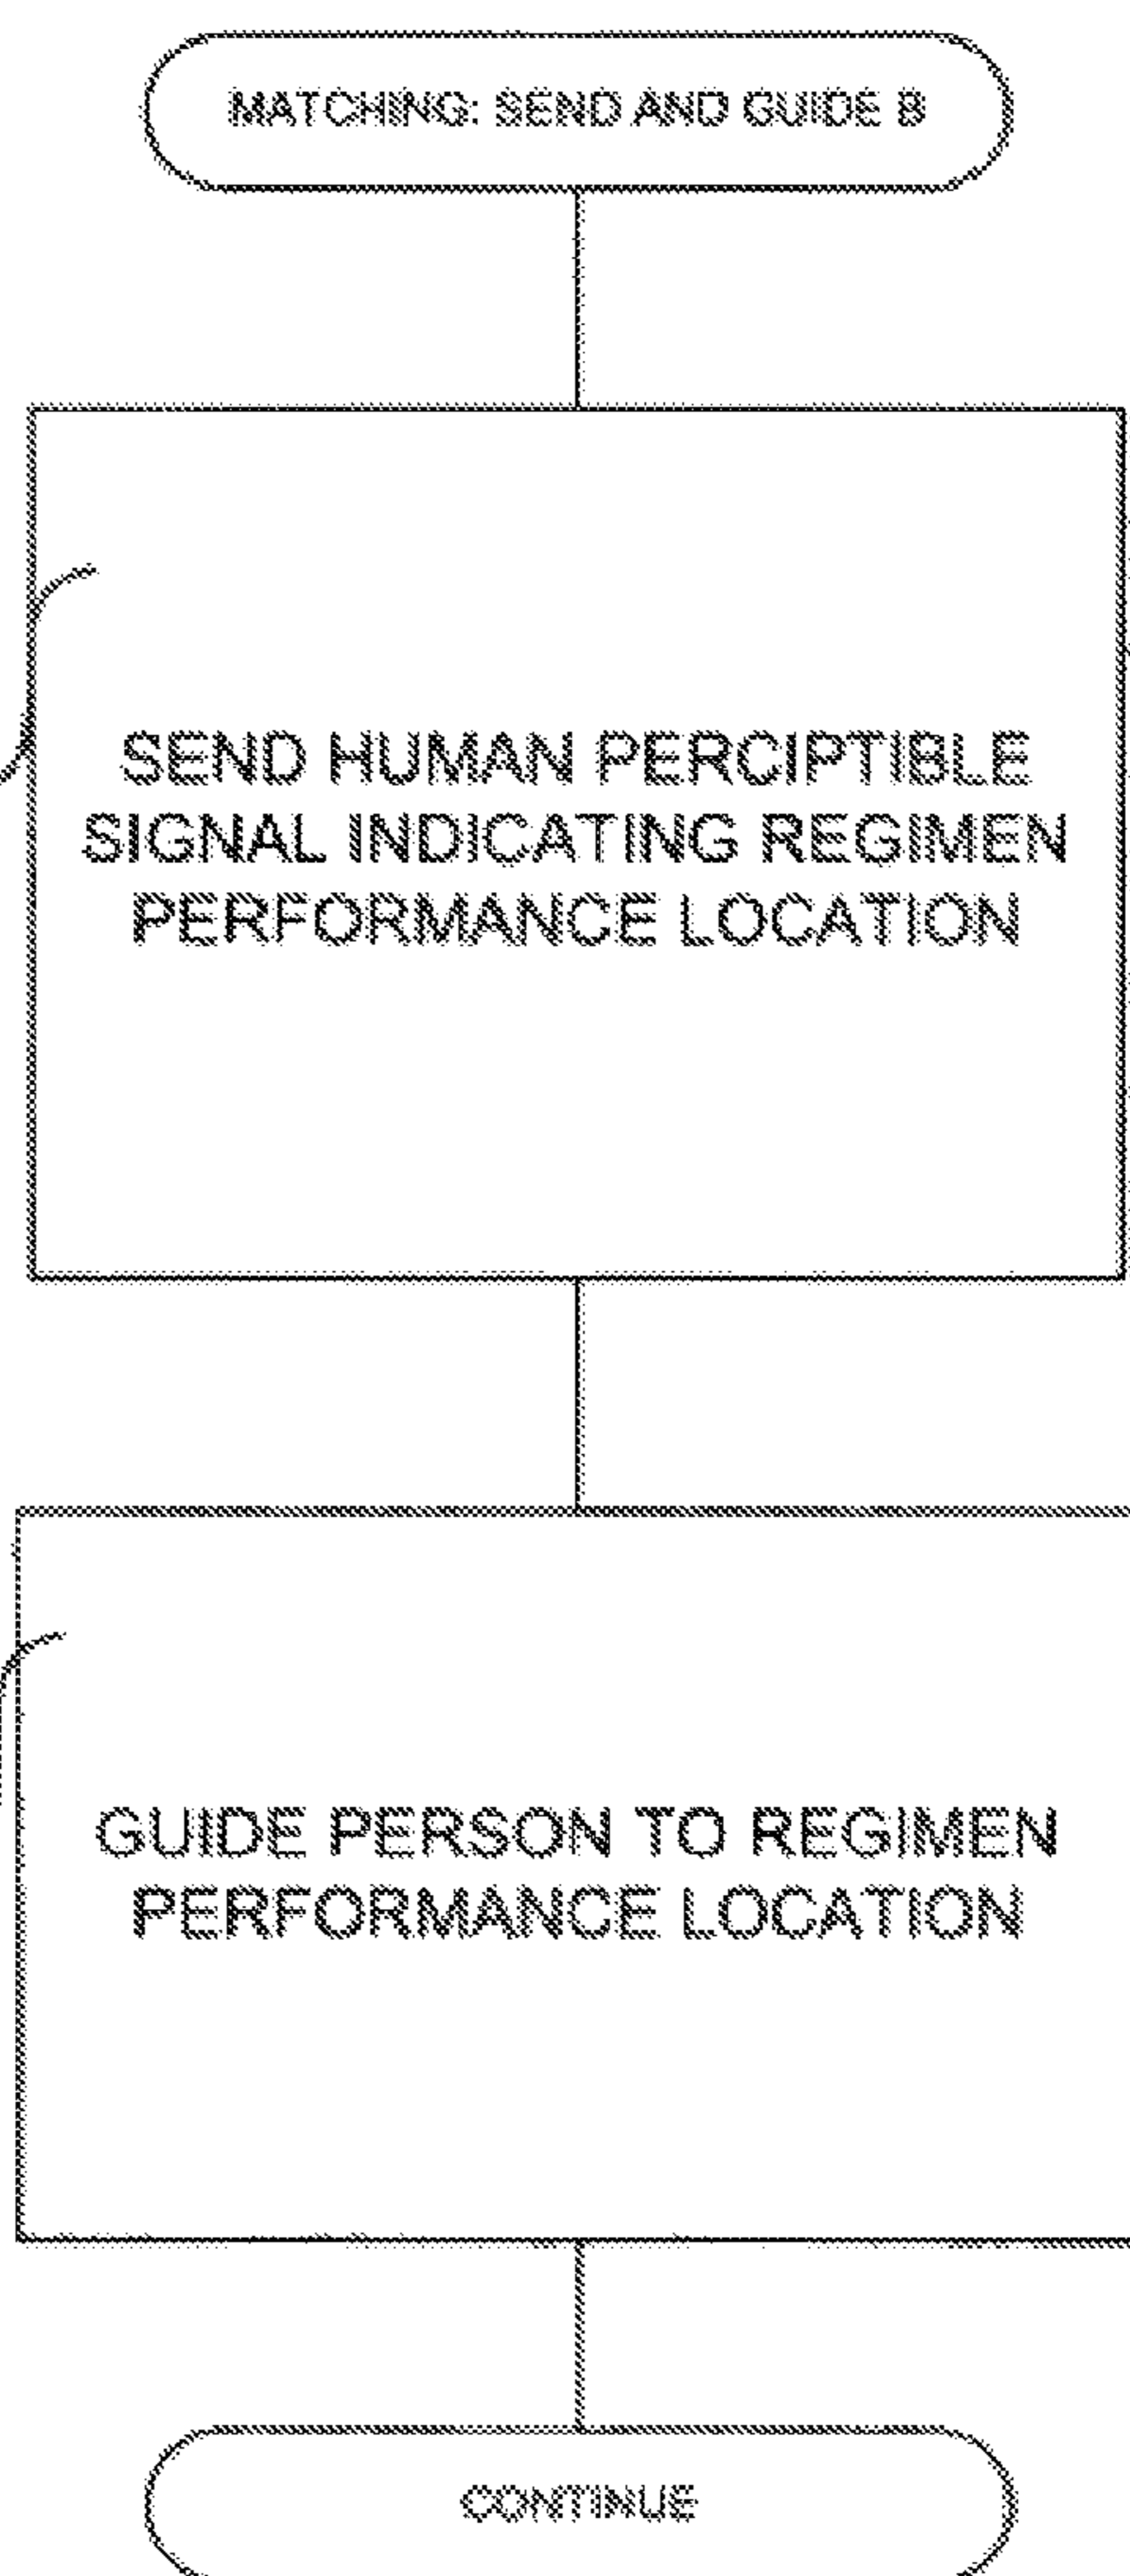 MATCHING: SEND AND GUIDE B
SEND HUMAN PERCIPTIBLE
SIGNAL INDICATING REGIMEN
PERFORMANCE LOCATION
GUIDE PERSON TO REGIMEN
PERFORMANCE LOCATION
CONTINUE